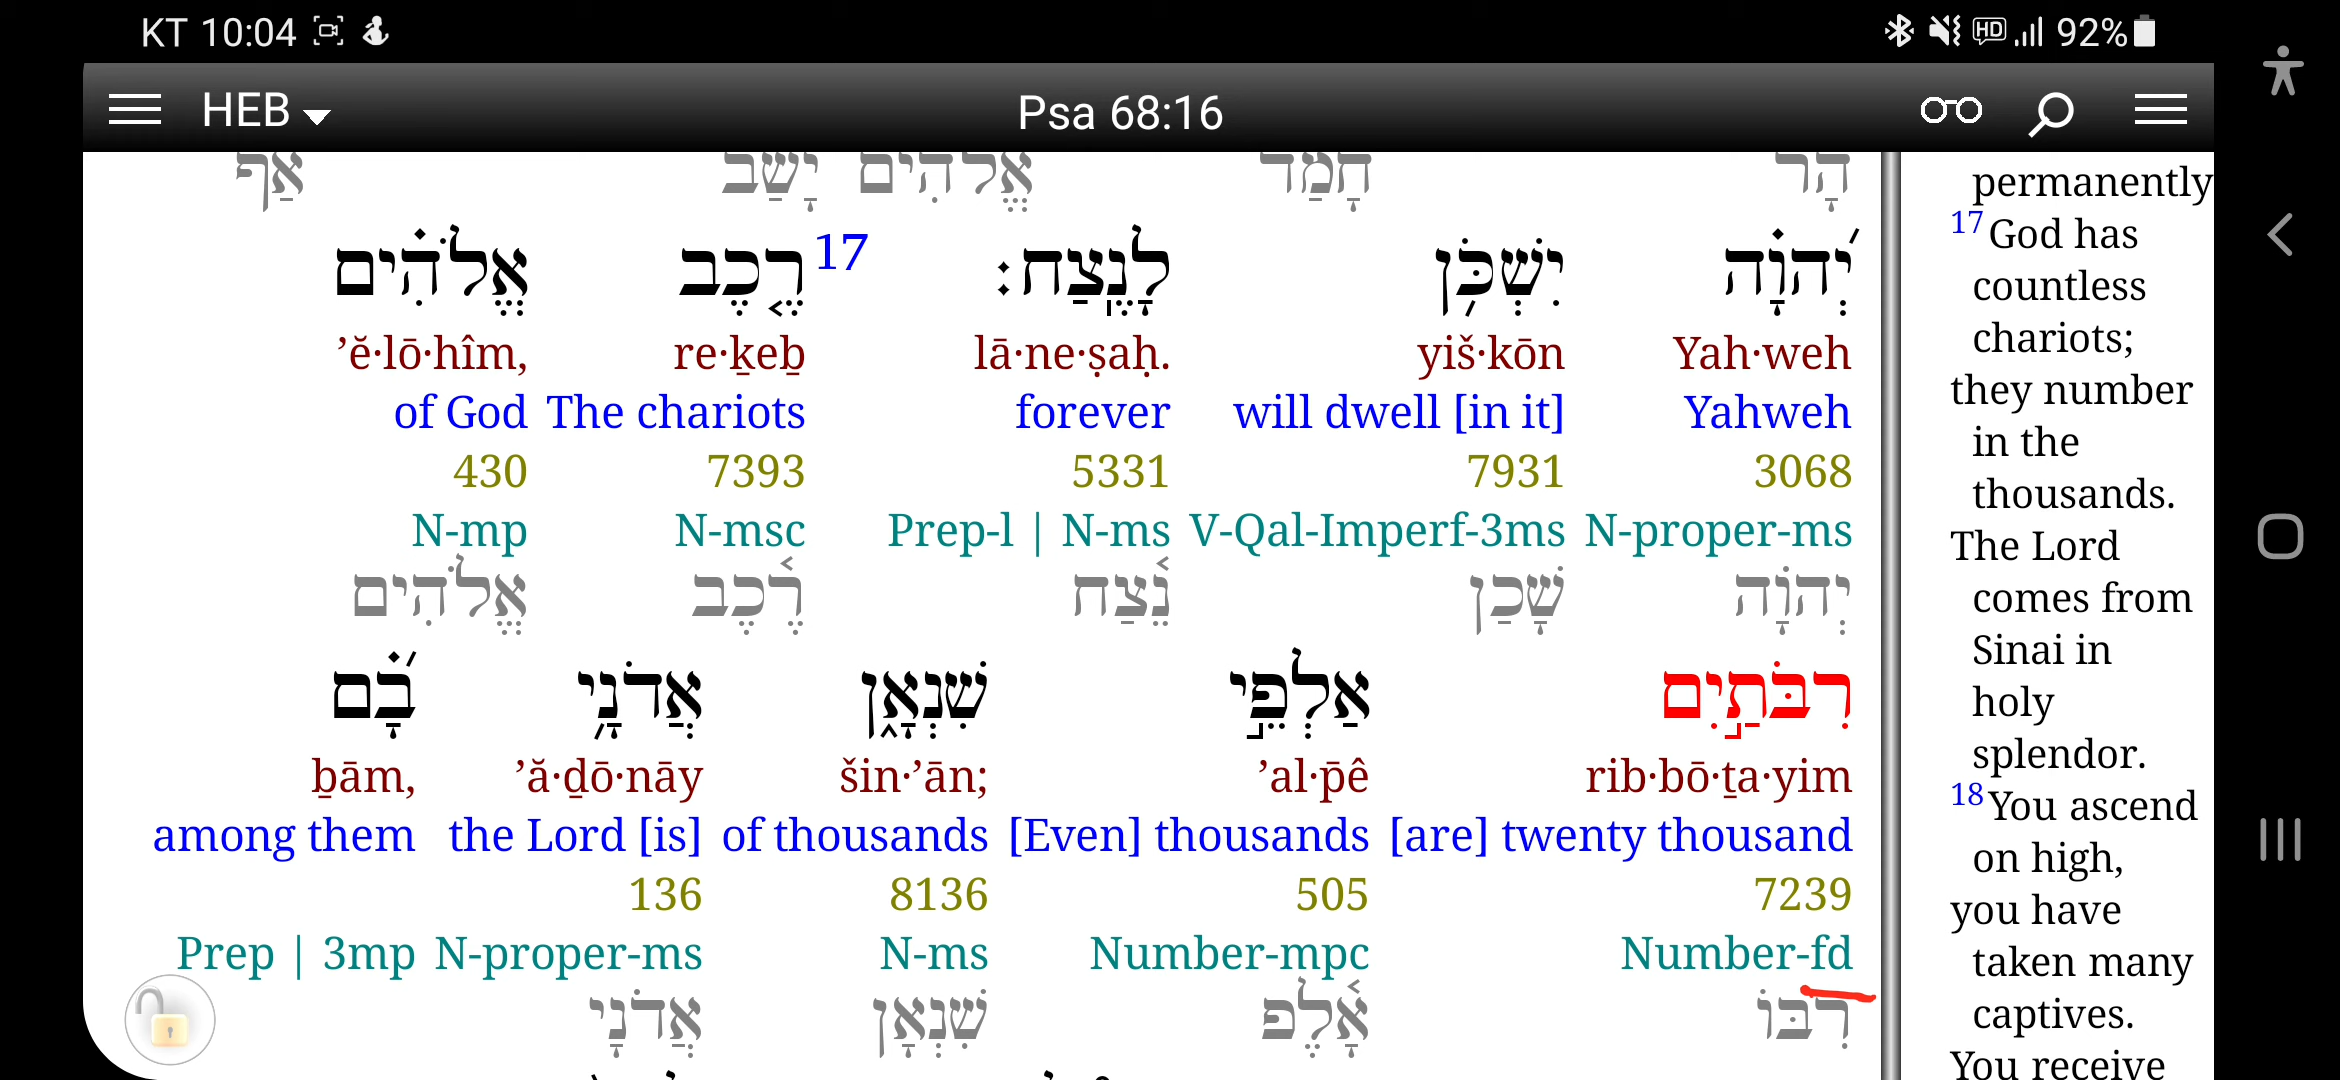 KT 10:04 92%
HEB Psa 68:16
הָר חָמַד אֱלֹהִים יָשַׁב אַף
יְ֝הוָ֗ה יִשְׁכֹּ֥ן לָנֶֽצַח׃ 17 רֶ֤כֶב אֱלֹהִ֗ים
Yah·weh yiš·kōn lā·ne·ṣaḥ. re·ḵeḇ ’ĕ·lō·hîm,
Yahweh will dwell [in it] forever The chariots of God
3068 7931 5331 7393 430
N-proper-ms V-Qal-Imperf-3ms Prep-l | N-ms N-msc N-mp
יְהוָֹה שָׁכַן נֵ֫צַח רֶ֫כֶב אֱלֹהִים
רִבֹּתַ֣יִם אַלְפֵ֣י שִׁנְאָ֑ן אֲדֹנָ֥י בָ֝֗ם
rib·bō·ṯa·yim ’al·p̄ê šin·’ān; ’ă·ḏō·nāy ḇām,
[are] twenty thousand [Even] thousands of thousands the Lord [is] among them
7239 505 8136 136
Number-fd Number-mpc N-ms N-proper-ms Prep | 3mp
רִבּוֹ אָ֫לֶפ שִׁנְאָן אֲדֹנָי
permanently
17 God has
countless
chariots;
they number
in the
thousands.
The Lord
comes from
Sinai in
holy
splendor.
18 You ascend
on high,
you have
taken many
captives.
You receive